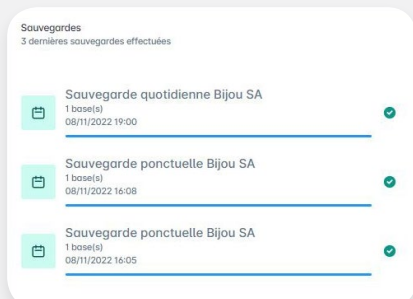 Sauvegardes
3 dernières sauvegardes effectuées
Sauvegarde quotidienne Bijou SA
1 base(s)
08/11/2022 19:00
Sauvegarde ponctuelle Bijou SA
1 base(s)
08/11/2022 16:08
Sauvegarde ponctuelle Bijou SA
1 base(s)
08/11/2022 16:05